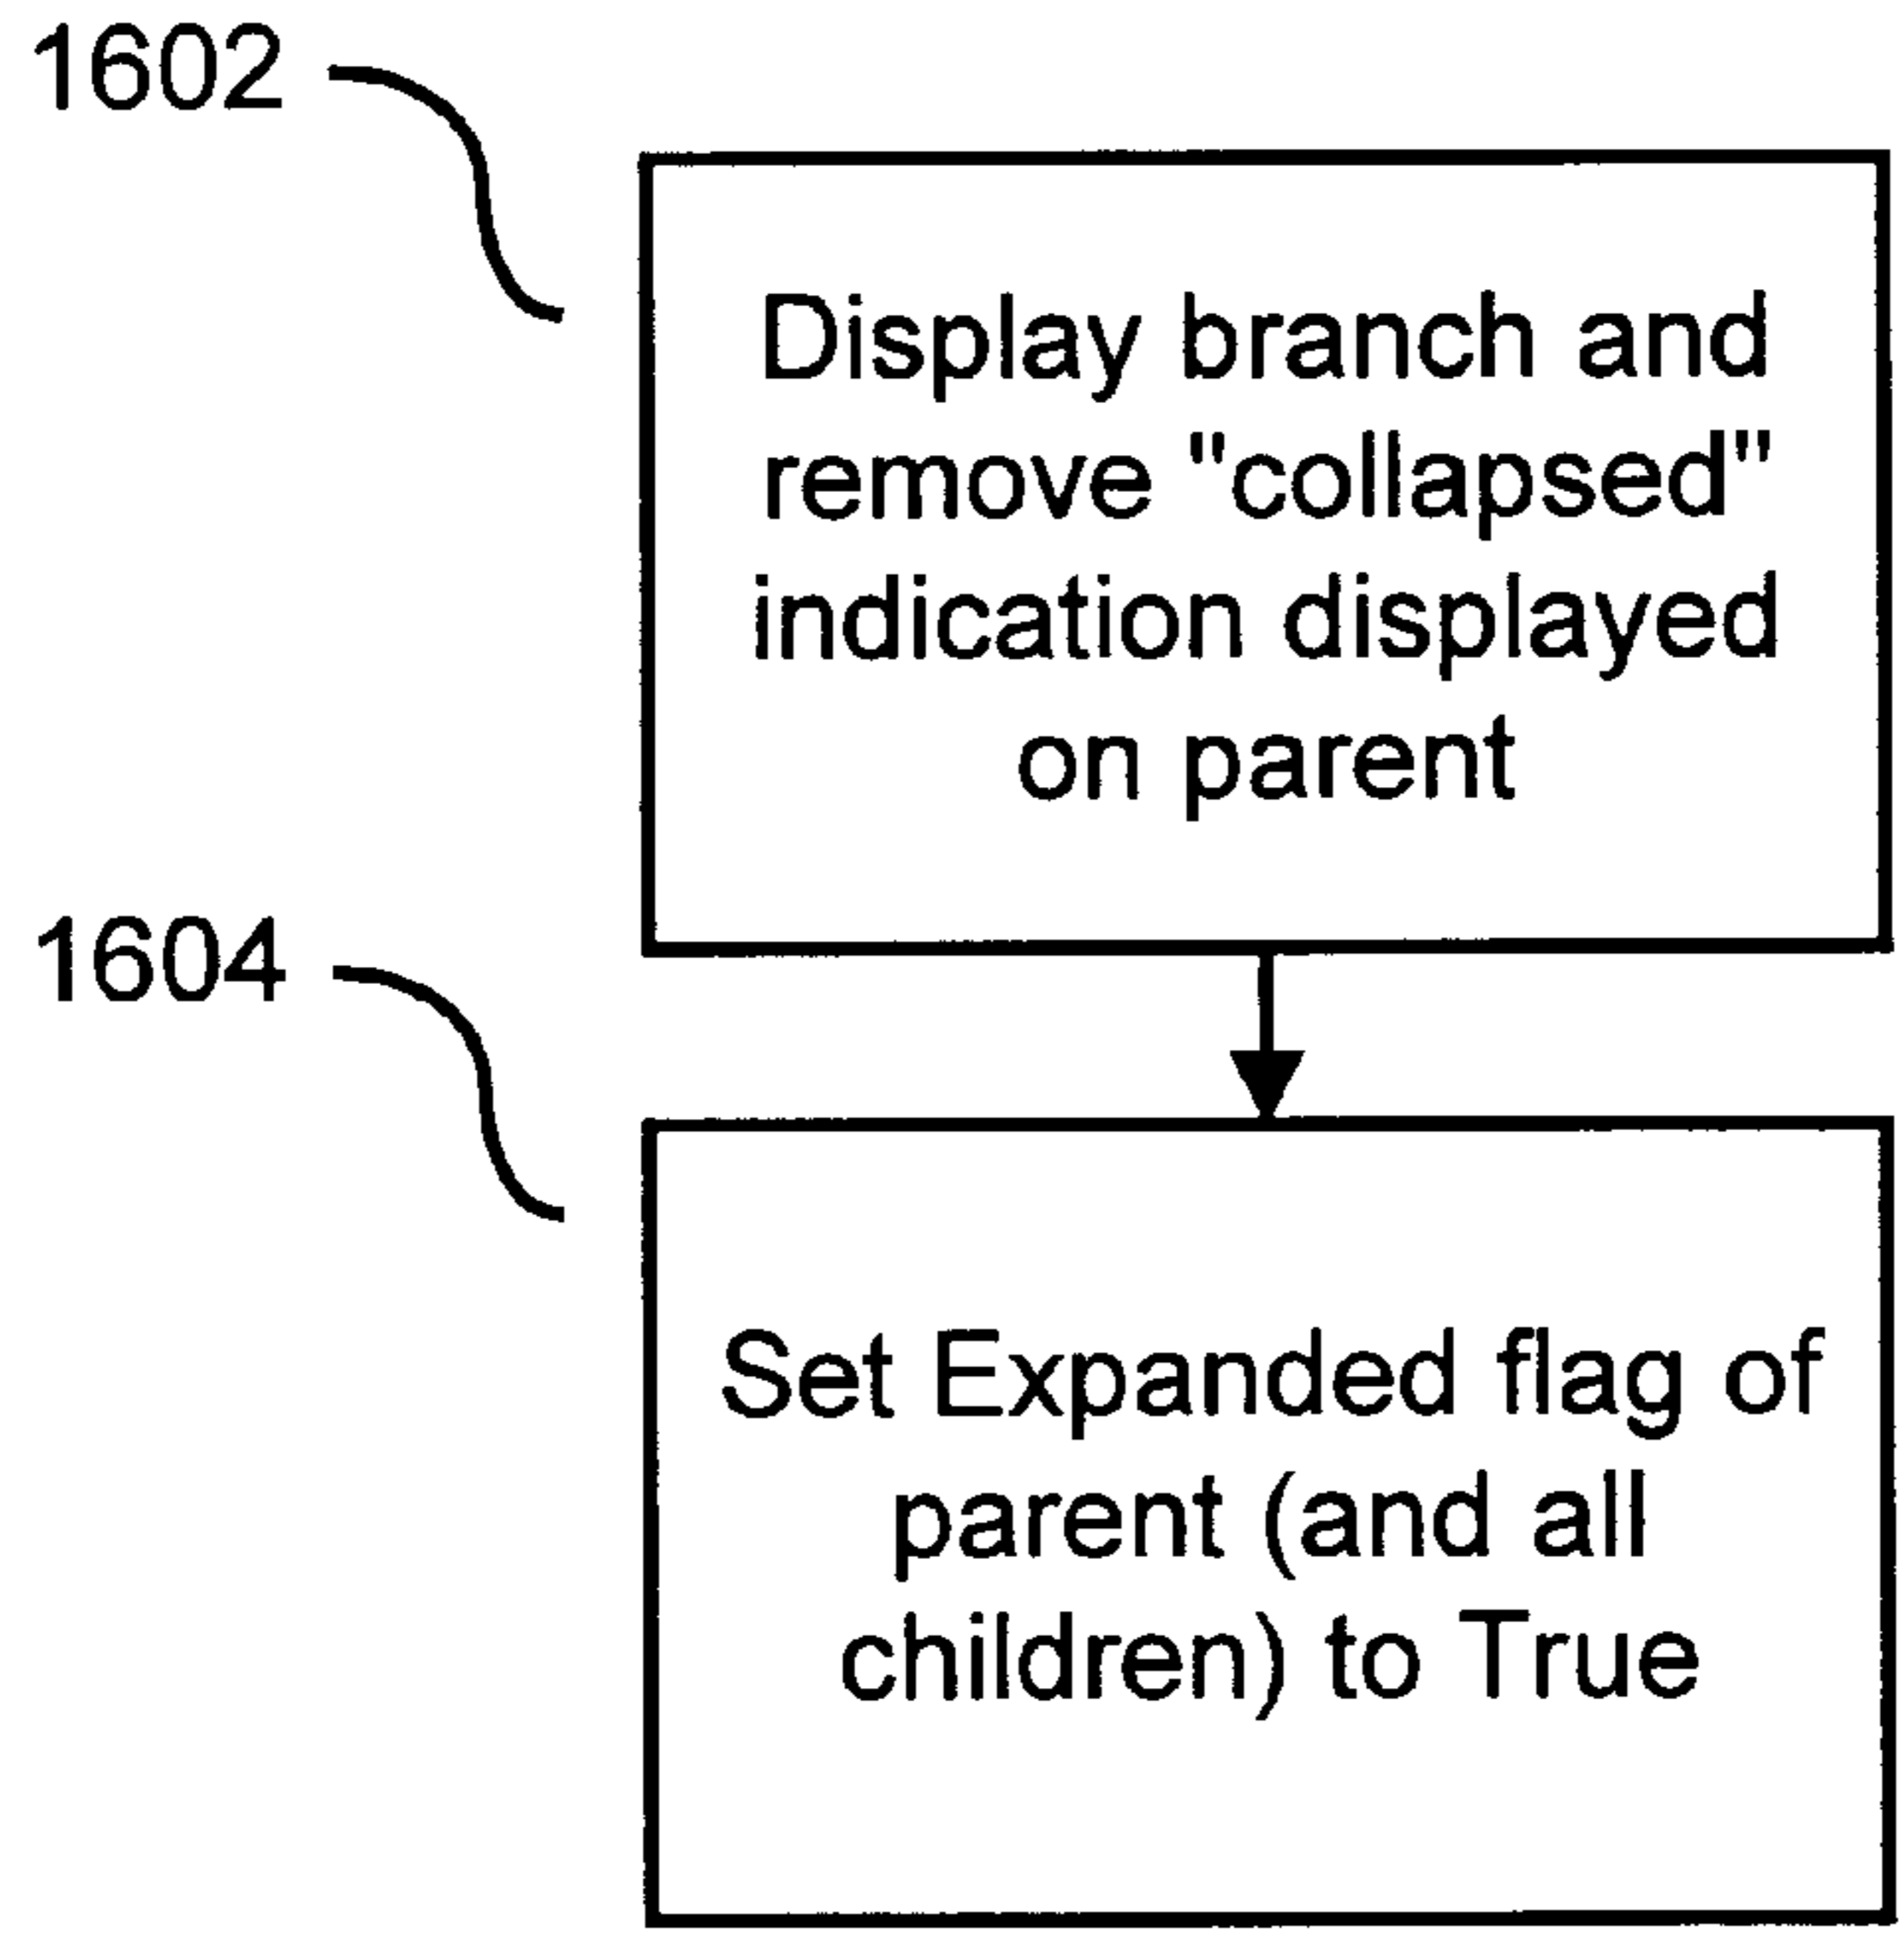 1602
Display branch and
remove "collapsed"
indication displayed
on parent
1604
Set Expanded flag of
parent (and all
children) to True